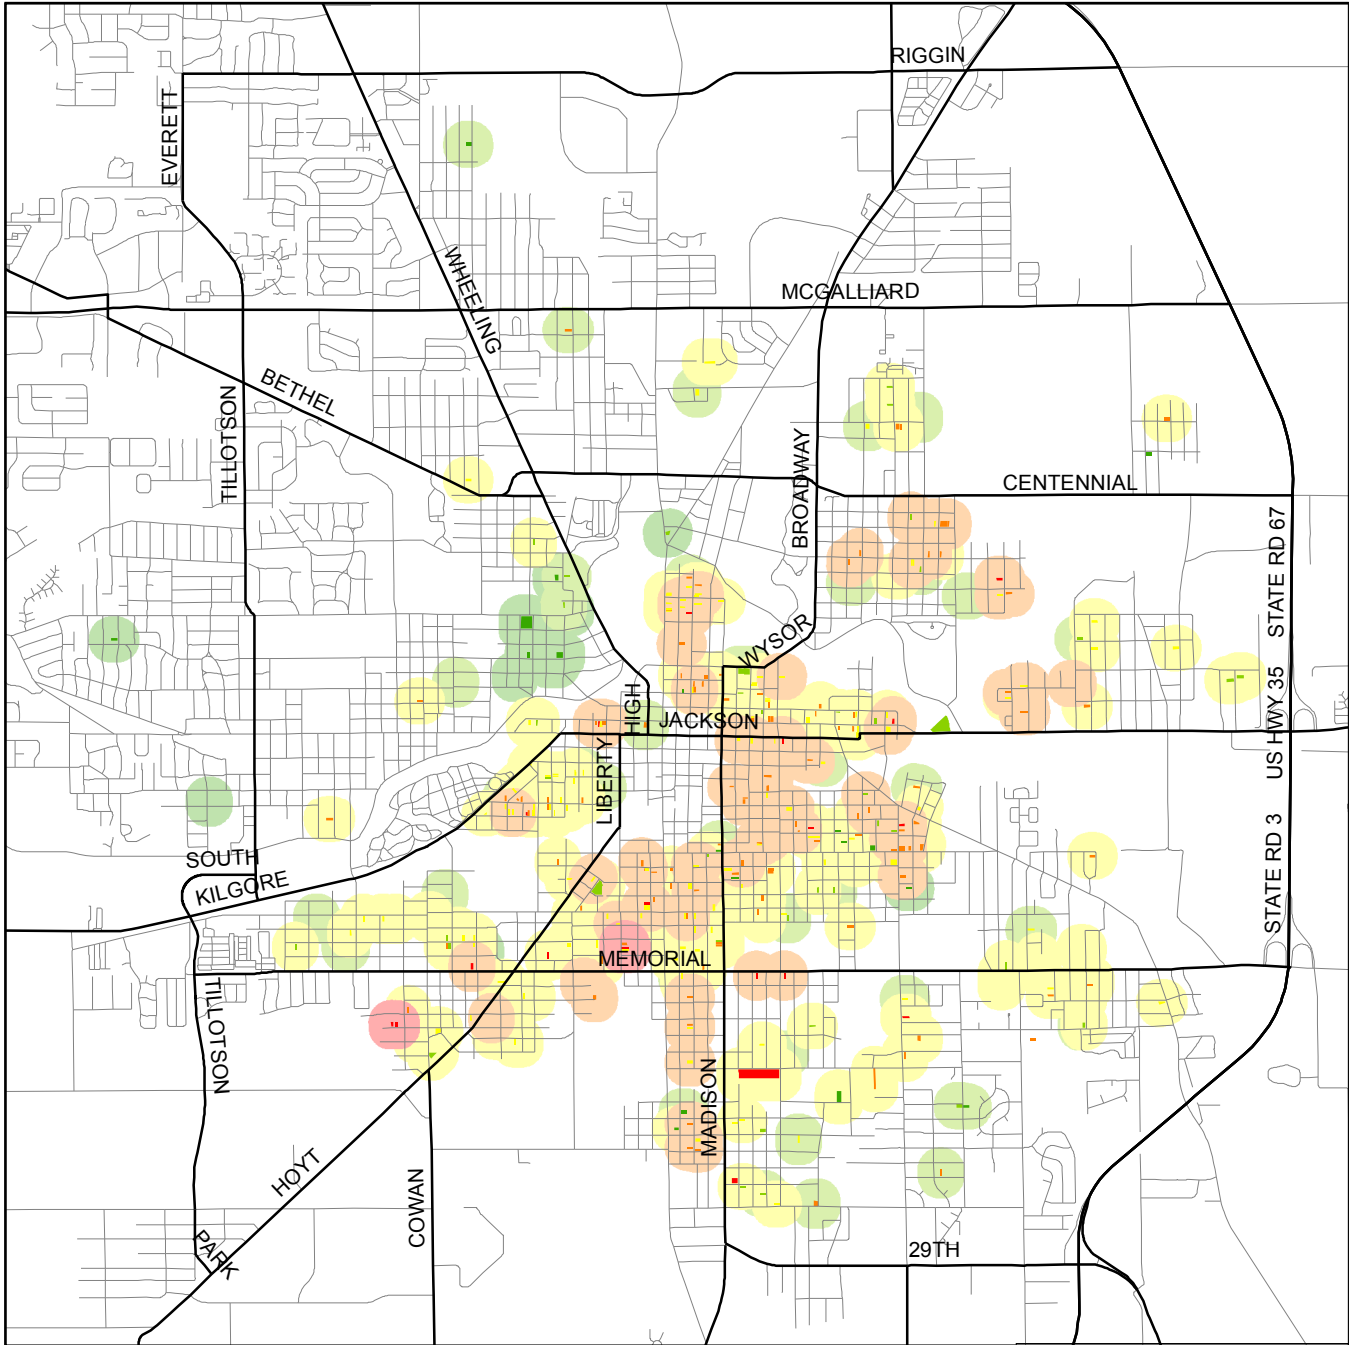 RIGGIN
EVERETT
WHEELING
MCGALLIARD
BETHEL
TILLOTSON
BROADWAY
CENTENNIAL
US HWY 35 STATE RD 67
WYSOR
HIGH
JACKSON
LIBERTY
SOUTH
KILGORE
STATE RD 3
MEMORIAL
TILLOTSON
MADISON
HOYT
COWAN
PARK
29TH